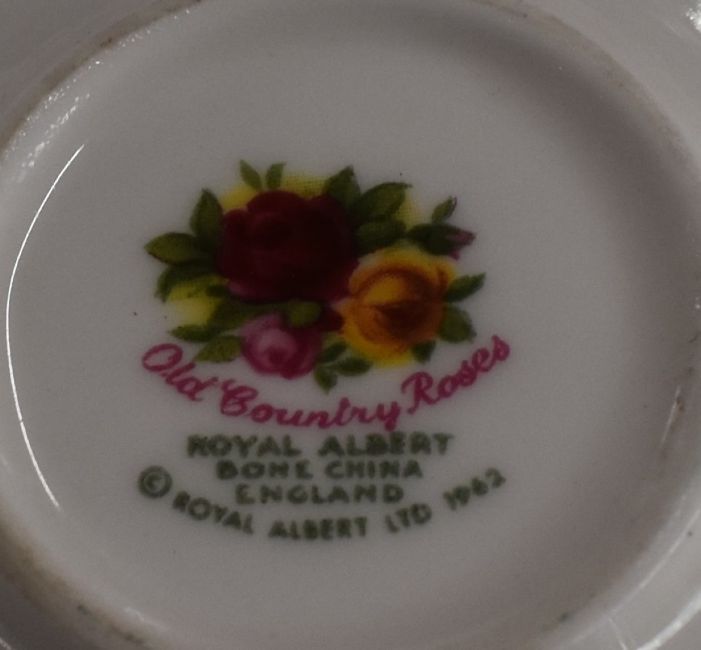 Old Country Roses
ROYAL ALBERT
BONE CHINA
ENGLAND
© ROYAL ALBERT LTD 1962